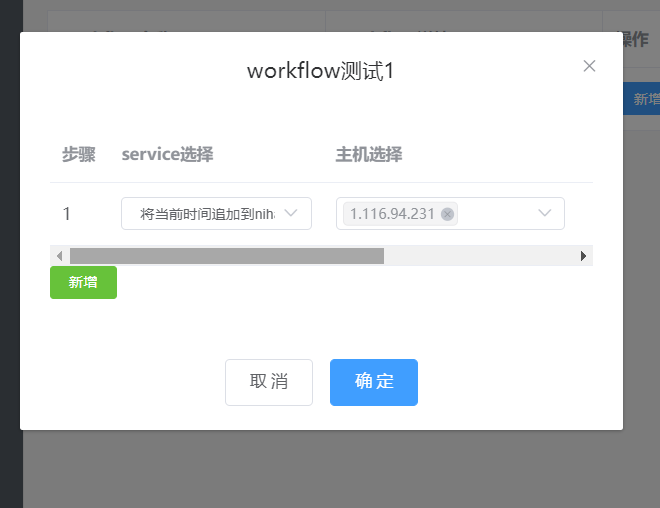 操作
workflow测试1
新增
步骤 service选择 主机选择
1 将当前时间追加到niha 1.116.94.231
新增
取消 确定